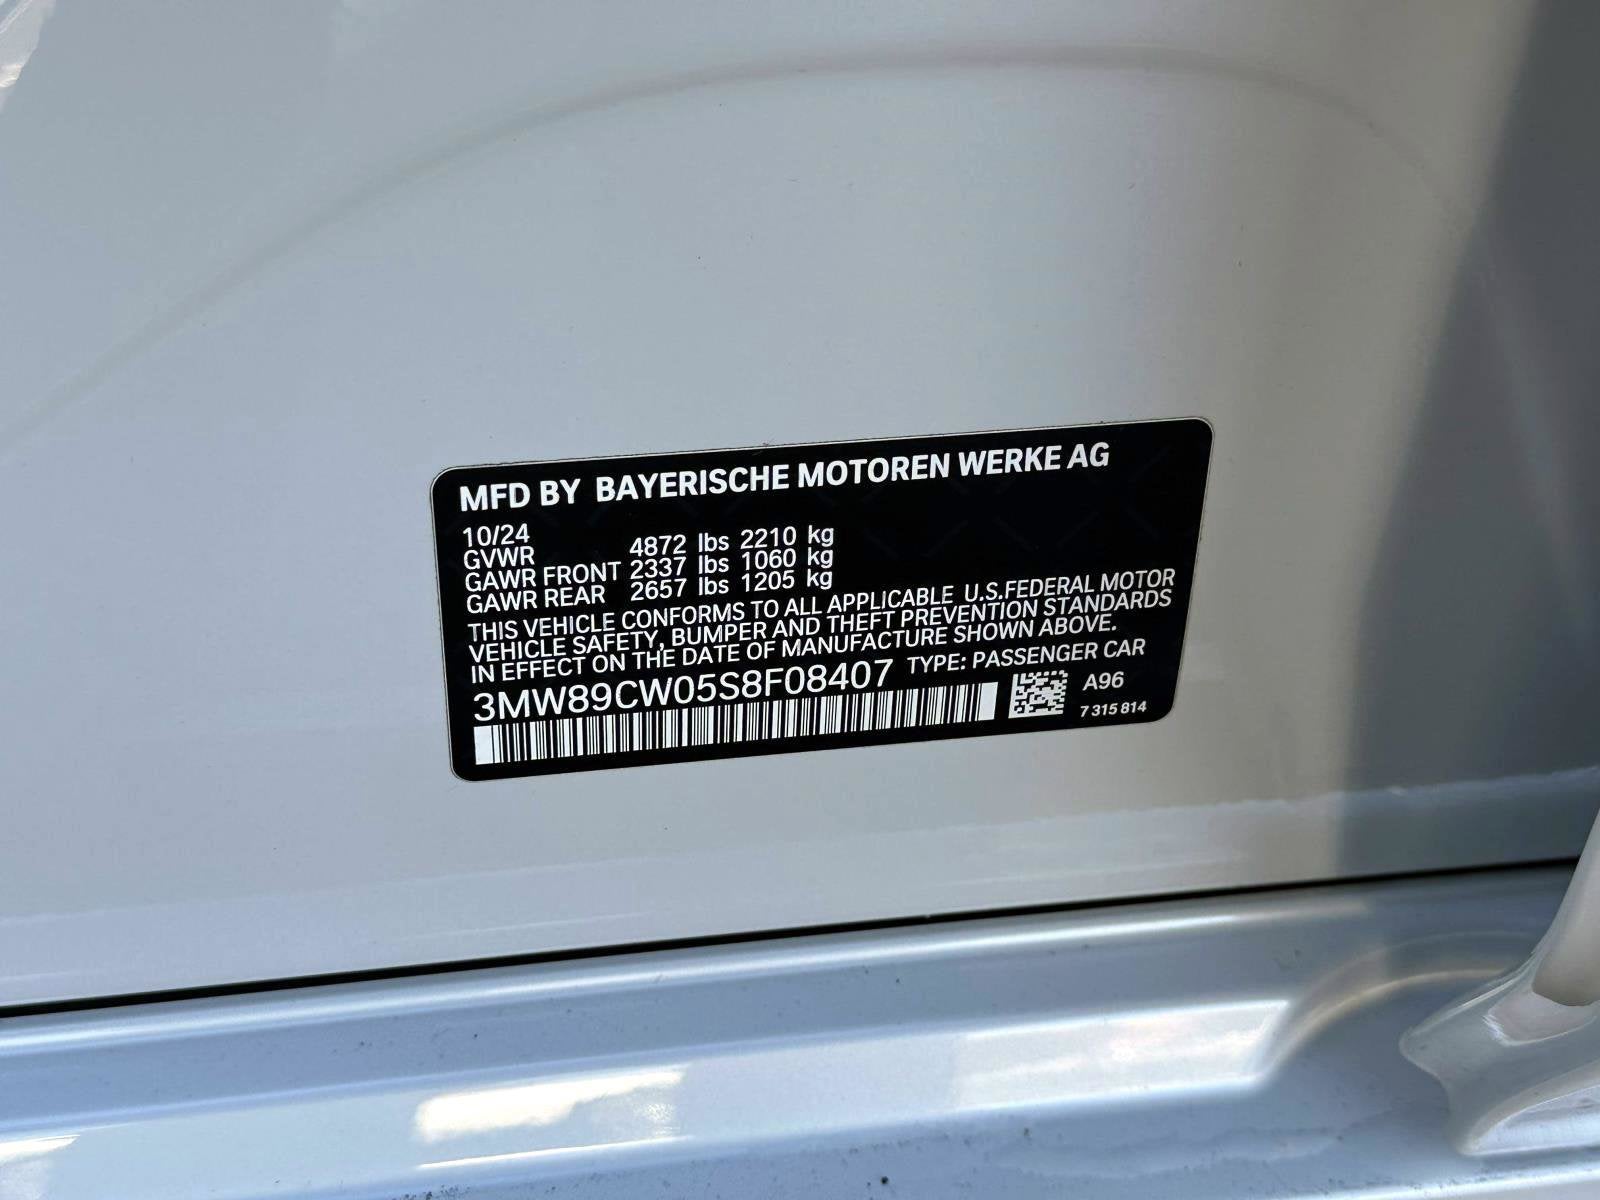 MFD BY BAYERISCHE MOTOREN WERKE AG
10/24
GVWR 4872 lbs 2210 kg
GAWR FRONT 2337 lbs 1060 kg
GAWR REAR 2657 lbs 1205 kg
THIS VEHICLE CONFORMS TO ALL APPLICABLE U.S.FEDERAL MOTOR
VEHICLE SAFETY, BUMPER AND THEFT PREVENTION STANDARDS
IN EFFECT ON THE DATE OF MANUFACTURE SHOWN ABOVE.
3MW89CW05S8F08407 TYPE: PASSENGER CAR
A96
7 315 814